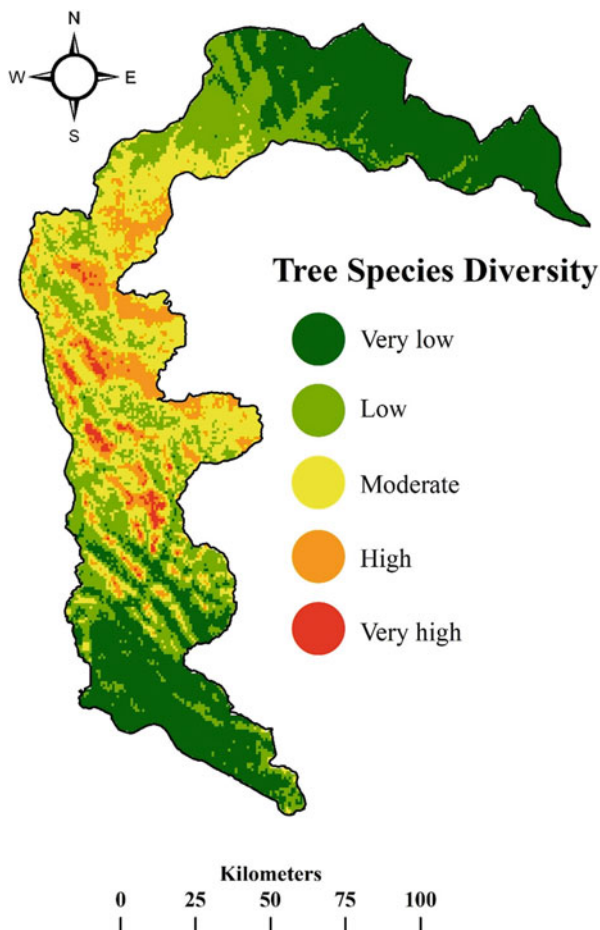 N
W E
S
Tree Species Diversity
Very low
Low
Moderate
High
Very high
Kilometers
0 25 50 75 100